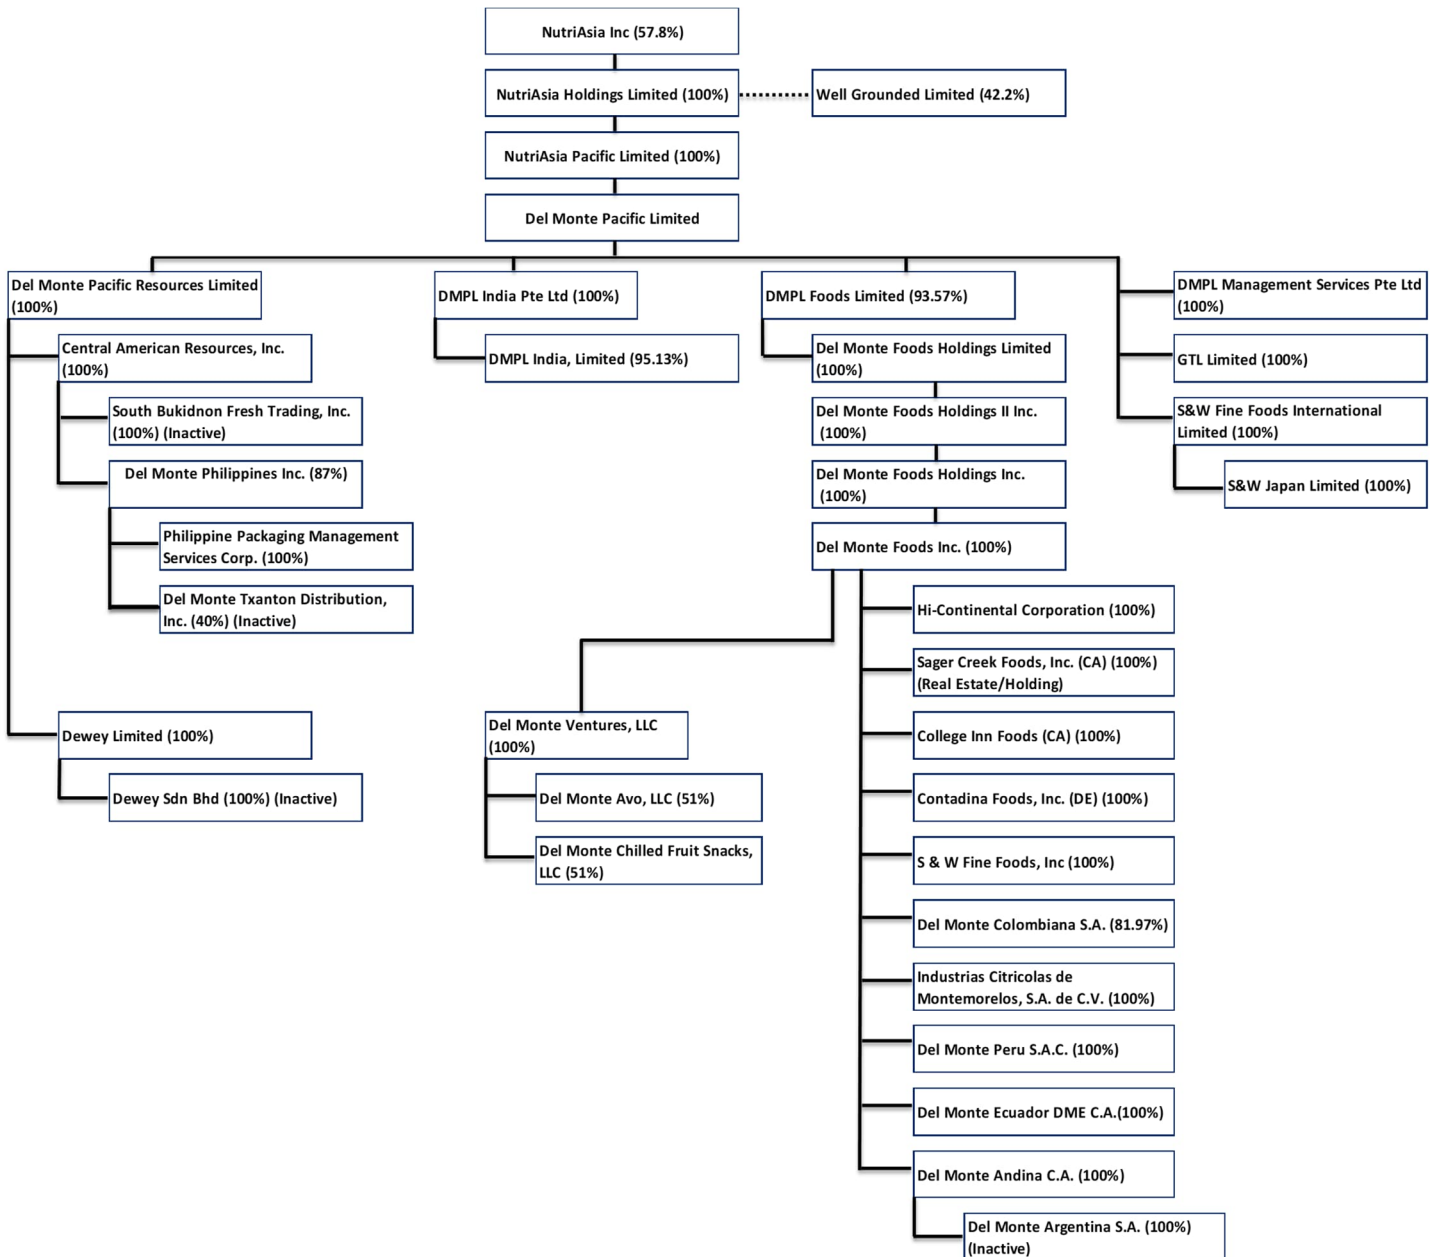 NutriAsia Inc (57.8%)
NutriAsia Holdings Limited (100%)
Well Grounded Limited (42.2%)
NutriAsia Pacific Limited (100%)
Del Monte Pacific Limited
Del Monte Pacific Resources Limited
(100%)
Central American Resources, Inc.
(100%)
South Bukidnon Fresh Trading, Inc.
(100%) (Inactive)
Del Monte Philippines Inc. (87%)
Philippine Packaging Management
Services Corp. (100%)
Del Monte Txanton Distribution,
Inc. (40%) (Inactive)
Dewey Limited (100%)
Dewey Sdn Bhd (100%) (Inactive)
DMPL India Pte Ltd (100%)
DMPL India, Limited (95.13%)
DMPL Foods Limited (93.57%)
Del Monte Foods Holdings Limited
(100%)
Del Monte Foods Holdings II Inc.
(100%)
Del Monte Foods Holdings Inc.
(100%)
Del Monte Foods Inc. (100%)
Del Monte Ventures, LLC
(100%)
Del Monte Avo, LLC (51%)
Del Monte Chilled Fruit Snacks,
LLC (51%)
Hi-Continental Corporation (100%)
Sager Creek Foods, Inc. (CA) (100%)
(Real Estate/Holding)
College Inn Foods (CA) (100%)
Contadina Foods, Inc. (DE) (100%)
S & W Fine Foods, Inc (100%)
Del Monte Colombiana S.A. (81.97%)
Industrias Citricolas de
Montemorelos, S.A. de C.V. (100%)
Del Monte Peru S.A.C. (100%)
Del Monte Ecuador DME C.A.(100%)
Del Monte Andina C.A. (100%)
Del Monte Argentina S.A. (100%)
(Inactive)
DMPL Management Services Pte Ltd
(100%)
GTL Limited (100%)
S&W Fine Foods International
Limited (100%)
S&W Japan Limited (100%)